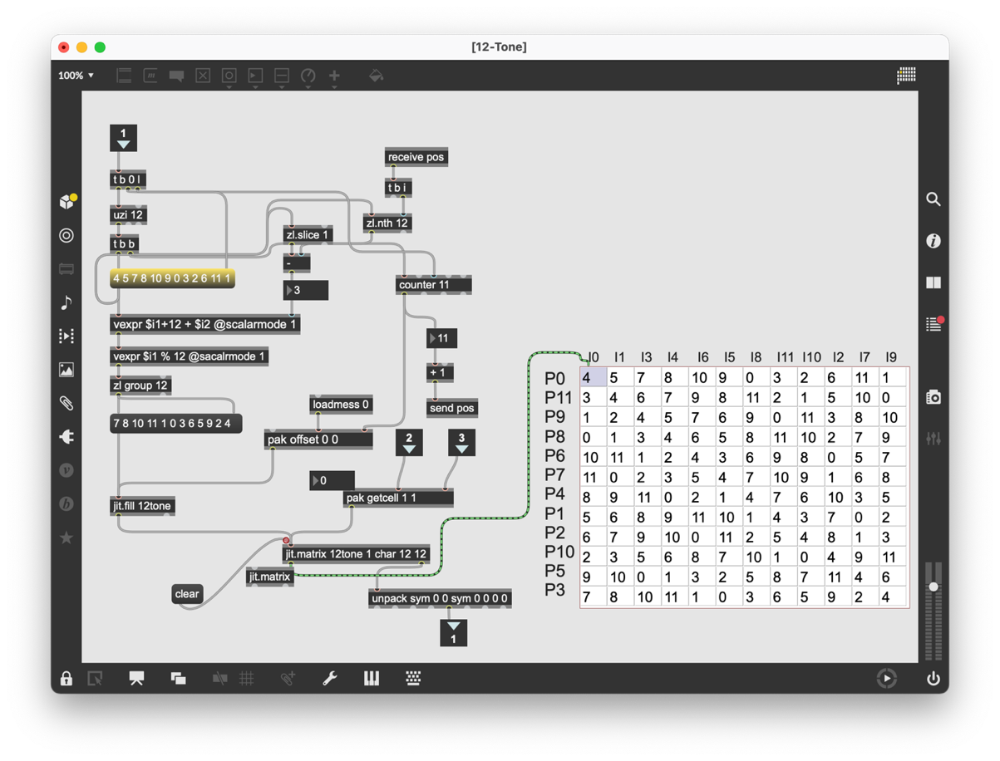 [12-Tone]
100%
1
receive pos
t b 0 l
t b i
uzi 12
zl.nth 12
zl.slice 1
t b b
-
4 5 7 8 10 9 0 3 2 6 11 1
counter 11
3
vexpr $i1+12 + $i2 @scalarmode 1
11
vexpr $i1 % 12 @sacalrmode 1
+ 1
zl group 12
loadmess 0
send pos
7 8 10 11 1 0 3 6 5 9 2 4
pak offset 0 0
2
3
0
pak getcell 1 1
jit.fill 12tone
jit.matrix 12tone 1 char 12 12
jit.matrix
clear
unpack sym 0 0 sym 0 0 0 0
1
I0 I1 I3 I4 I6 I5 I8 I11 I10 I2 I7 I9
P0 4 5 7 8 10 9 0 3 2 6 11 1
P11 3 4 6 7 9 8 11 2 1 5 10 0
P9 1 2 4 5 7 6 9 0 11 3 8 10
P8 0 1 3 4 6 5 8 11 10 2 7 9
P6 10 11 1 2 4 3 6 9 8 0 5 7
P7 11 0 2 3 5 4 7 10 9 1 6 8
P4 8 9 11 0 2 1 4 7 6 10 3 5
P1 5 6 8 9 11 10 1 4 3 7 0 2
P2 6 7 9 10 0 11 2 5 4 8 1 3
P10 2 3 5 6 8 7 10 1 0 4 9 11
P5 9 10 0 1 3 2 5 8 7 11 4 6
P3 7 8 10 11 1 0 3 6 5 9 2 4